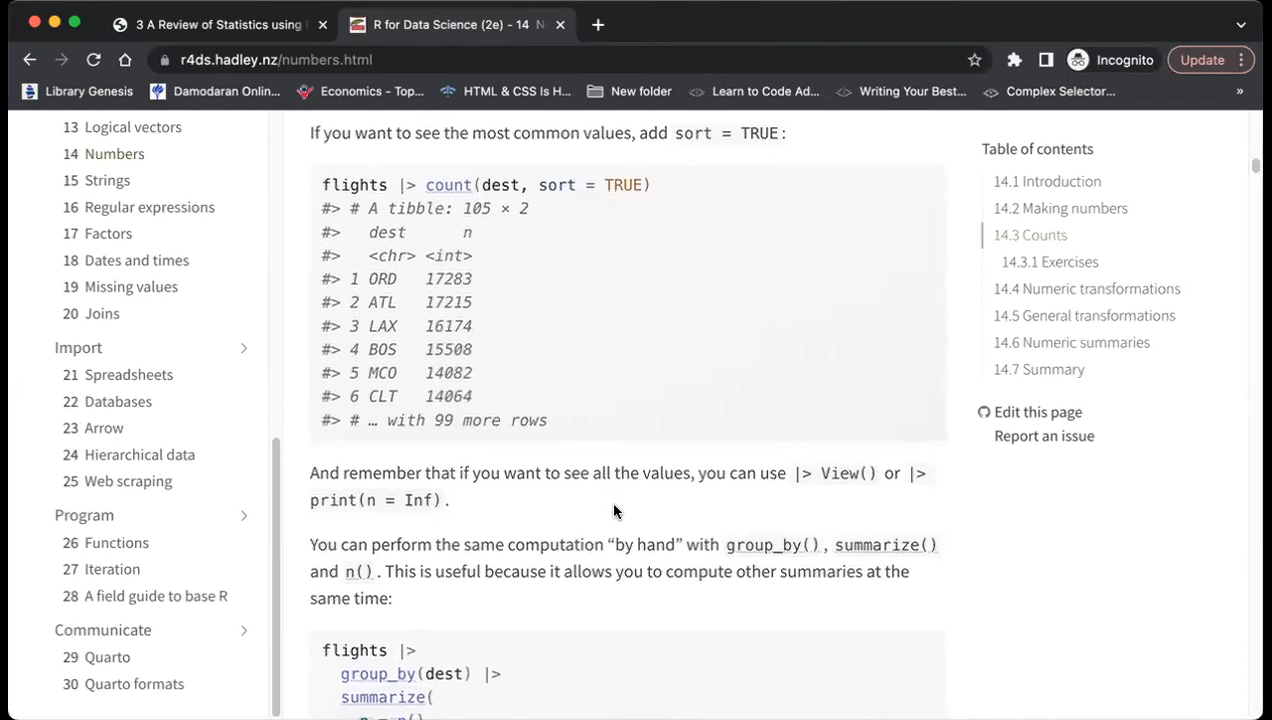 3 A Review of Statistics using
R for Data Science (2e) - 14 N
r4ds.hadley.nz/numbers.html
Incognito
Update
Library Genesis
Damodaran Onlin...
Economics - Top...
HTML & CSS Is H...
New folder
Learn to Code Ad...
Writing Your Best...
Complex Selector...
»
13 Logical vectors
14 Numbers
15 Strings
16 Regular expressions
17 Factors
18 Dates and times
19 Missing values
20 Joins
Import
21 Spreadsheets
22 Databases
23 Arrow
24 Hierarchical data
25 Web scraping
Program
26 Functions
27 Iteration
28 A field guide to base R
Communicate
29 Quarto
30 Quarto formats
If you want to see the most common values, add sort = TRUE:
flights |> count(dest, sort = TRUE)
#> # A tibble: 105 × 2
#>   dest      n
#>   <chr> <int>
#> 1 ORD   17283
#> 2 ATL   17215
#> 3 LAX   16174
#> 4 BOS   15508
#> 5 MCO   14082
#> 6 CLT   14064
#> # … with 99 more rows
And remember that if you want to see all the values, you can use |> View() or |>
print(n = Inf).
You can perform the same computation “by hand” with group_by(), summarize()
and n(). This is useful because it allows you to compute other summaries at the
same time:
flights |>
group_by(dest) |>
summarize(
n = n()
Table of contents
14.1 Introduction
14.2 Making numbers
14.3 Counts
14.3.1 Exercises
14.4 Numeric transformations
14.5 General transformations
14.6 Numeric summaries
14.7 Summary
Edit this page
Report an issue